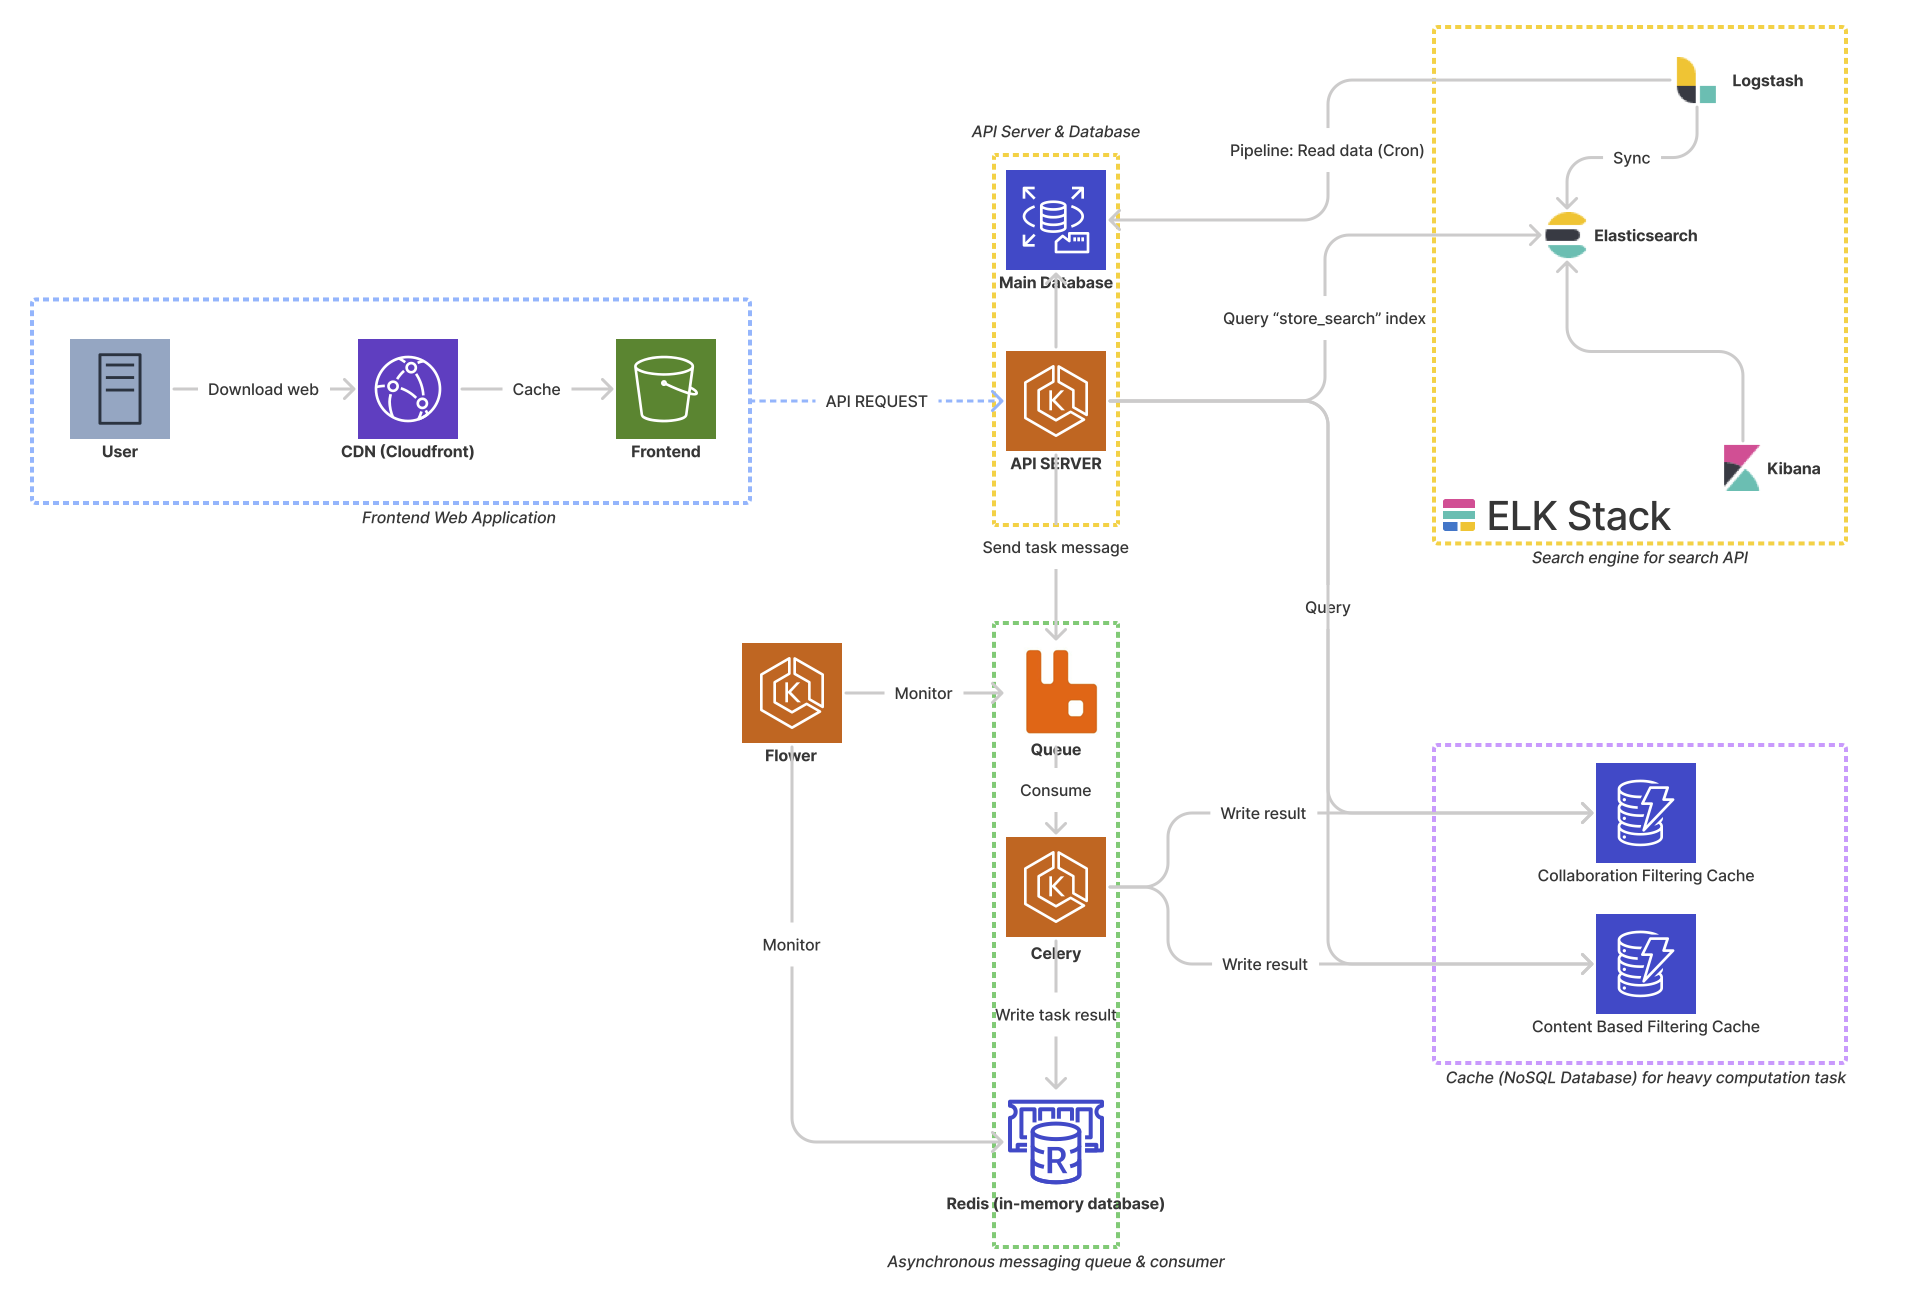 Logstash
API Server & Database
Pipeline: Read data (Cron)
Sync
Elasticsearch
Main Database
Query “store_search” index
Download web
Cache
API REQUEST
User
CDN (Cloudfront)
Frontend
API SERVER
Kibana
ELK Stack
Frontend Web Application
Send task message
Search engine for search API
Query
Monitor
Queue
Flower
Consume
Write result
Collaboration Filtering Cache
Monitor
Celery
Write result
Write task result
Content Based Filtering Cache
Cache (NoSQL Database) for heavy computation task
R
Redis (in-memory database)
Asynchronous messaging queue & consumer
K
K
K